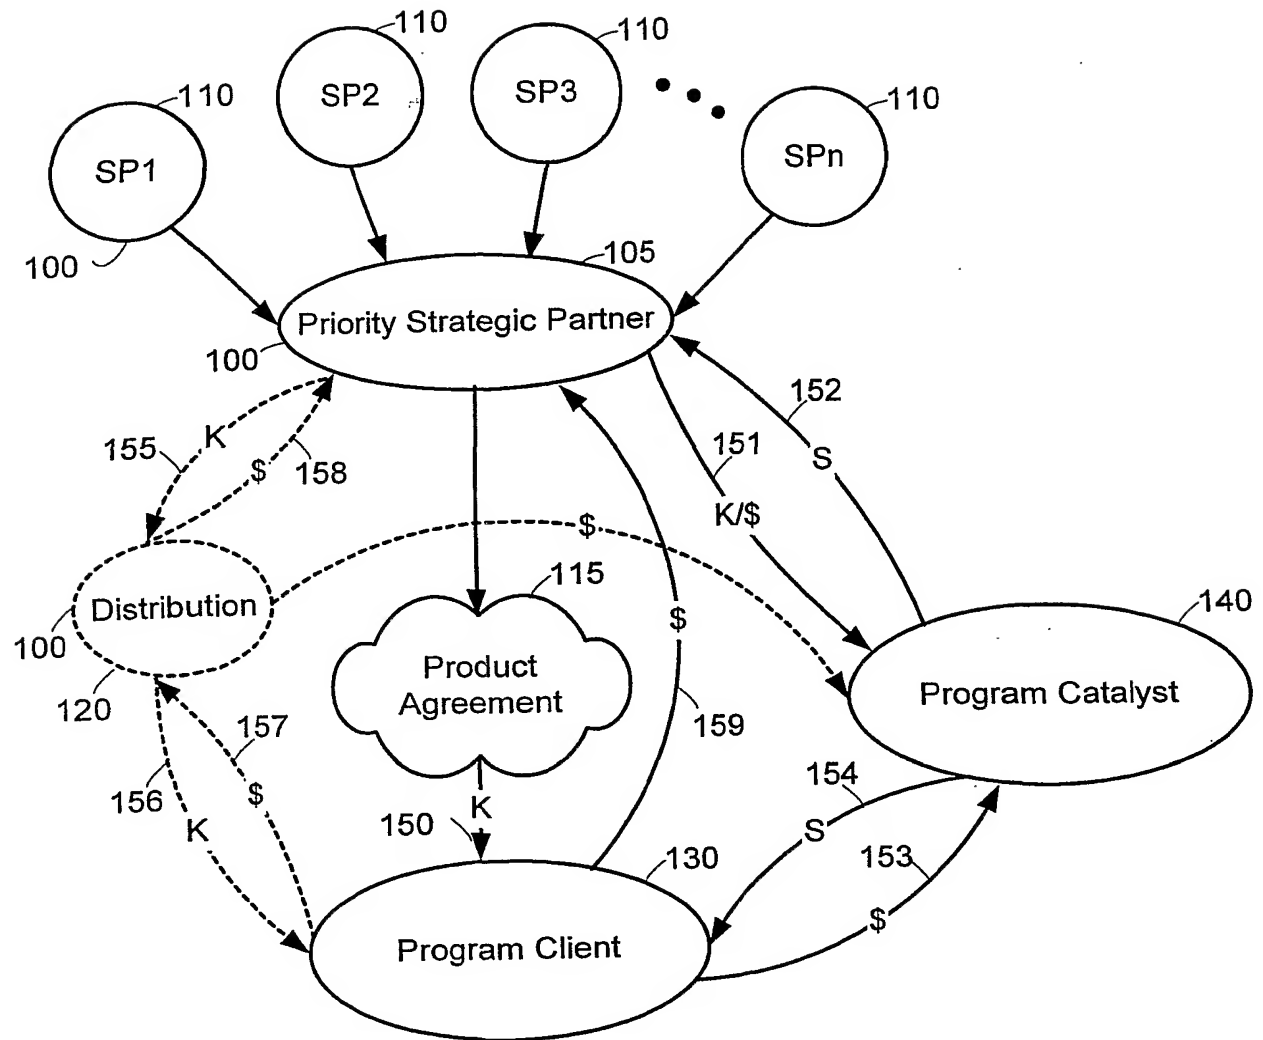 110
110
110
110
SP1
SP2
SP3
SPn
100
105
Priority Strategic Partner
100
152
151
155
K
S
$
158
K/$
$
115
Distribution
100
$
140
Product
Agreement
Program Catalyst
120
157
159
156
$
154
K
K
S
150
153
130
$
Program Client